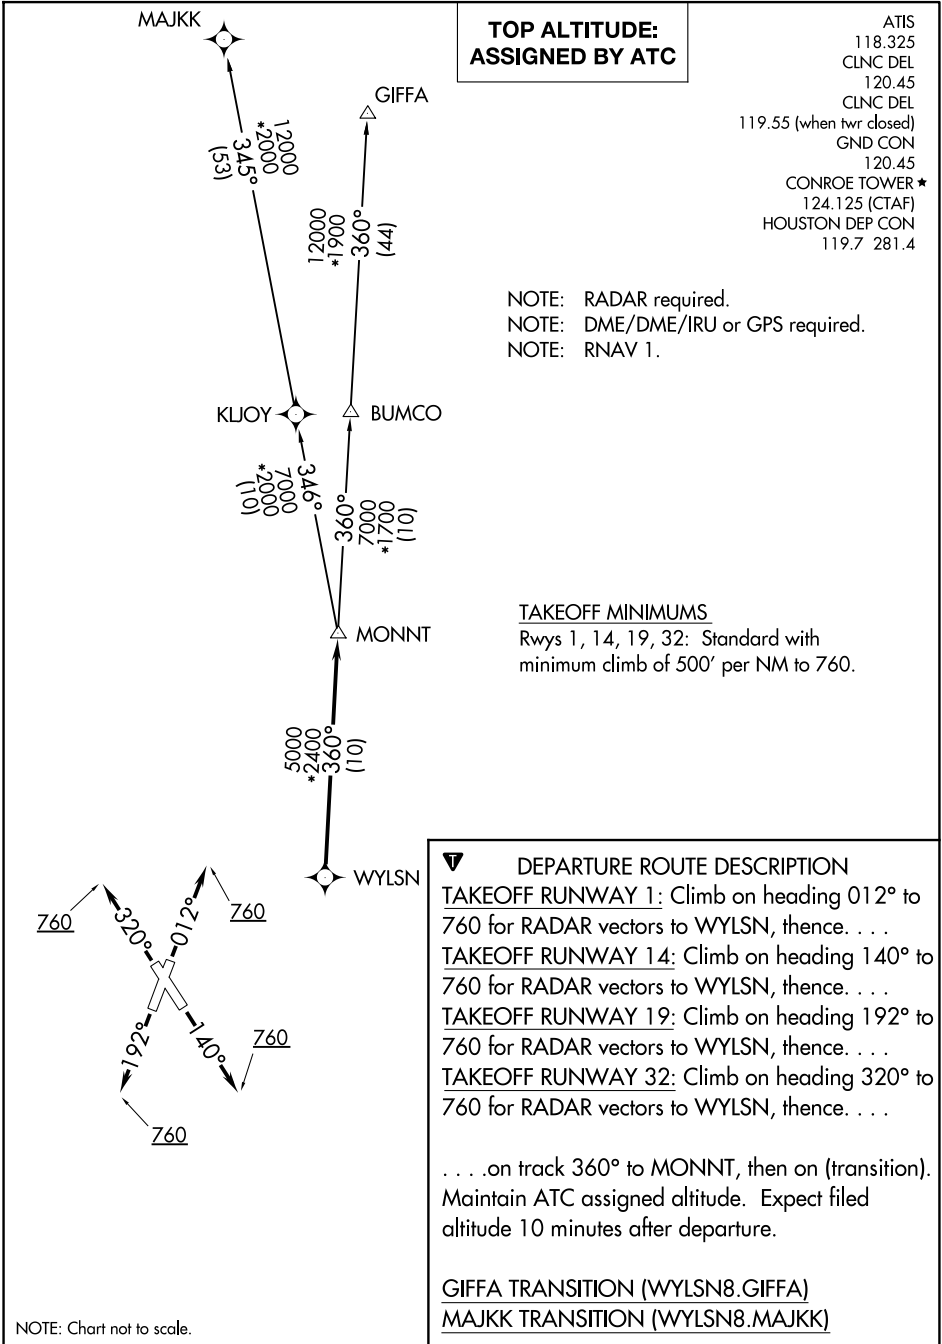 MAJKK
TOP ALTITUDE:
ASSIGNED BY ATC
ATIS
118.325
CLNC DEL
120.45
CLNC DEL
119.55 (when twr closed)
GND CON
120.45
CONROE TOWER ★
124.125 (CTAF)
HOUSTON DEP CON
119.7 281.4
GIFFA
12000
*2000
345°
(53)
12000
*1900
360°
(44)
NOTE: RADAR required.
NOTE: DME/DME/IRU or GPS required.
NOTE: RNAV 1.
KLJOY
BUMCO
346°
7000
*2000
(10)
360°
7000
*1700
(10)
MONNT
TAKEOFF MINIMUMS
Rwys 1, 14, 19, 32: Standard with
minimum climb of 500' per NM to 760.
5000
*2400
360°
(10)
WYLSN
760
320°
012°
760
192°
140°
760
760
T
DEPARTURE ROUTE DESCRIPTION
TAKEOFF RUNWAY 1: Climb on heading 012° to
760 for RADAR vectors to WYLSN, thence. . . .
TAKEOFF RUNWAY 14: Climb on heading 140° to
760 for RADAR vectors to WYLSN, thence. . . .
TAKEOFF RUNWAY 19: Climb on heading 192° to
760 for RADAR vectors to WYLSN, thence. . . .
TAKEOFF RUNWAY 32: Climb on heading 320° to
760 for RADAR vectors to WYLSN, thence. . . .
. . . .on track 360° to MONNT, then on (transition).
Maintain ATC assigned altitude. Expect filed
altitude 10 minutes after departure.
GIFFA TRANSITION (WYLSN8.GIFFA)
MAJKK TRANSITION (WYLSN8.MAJKK)
NOTE: Chart not to scale.